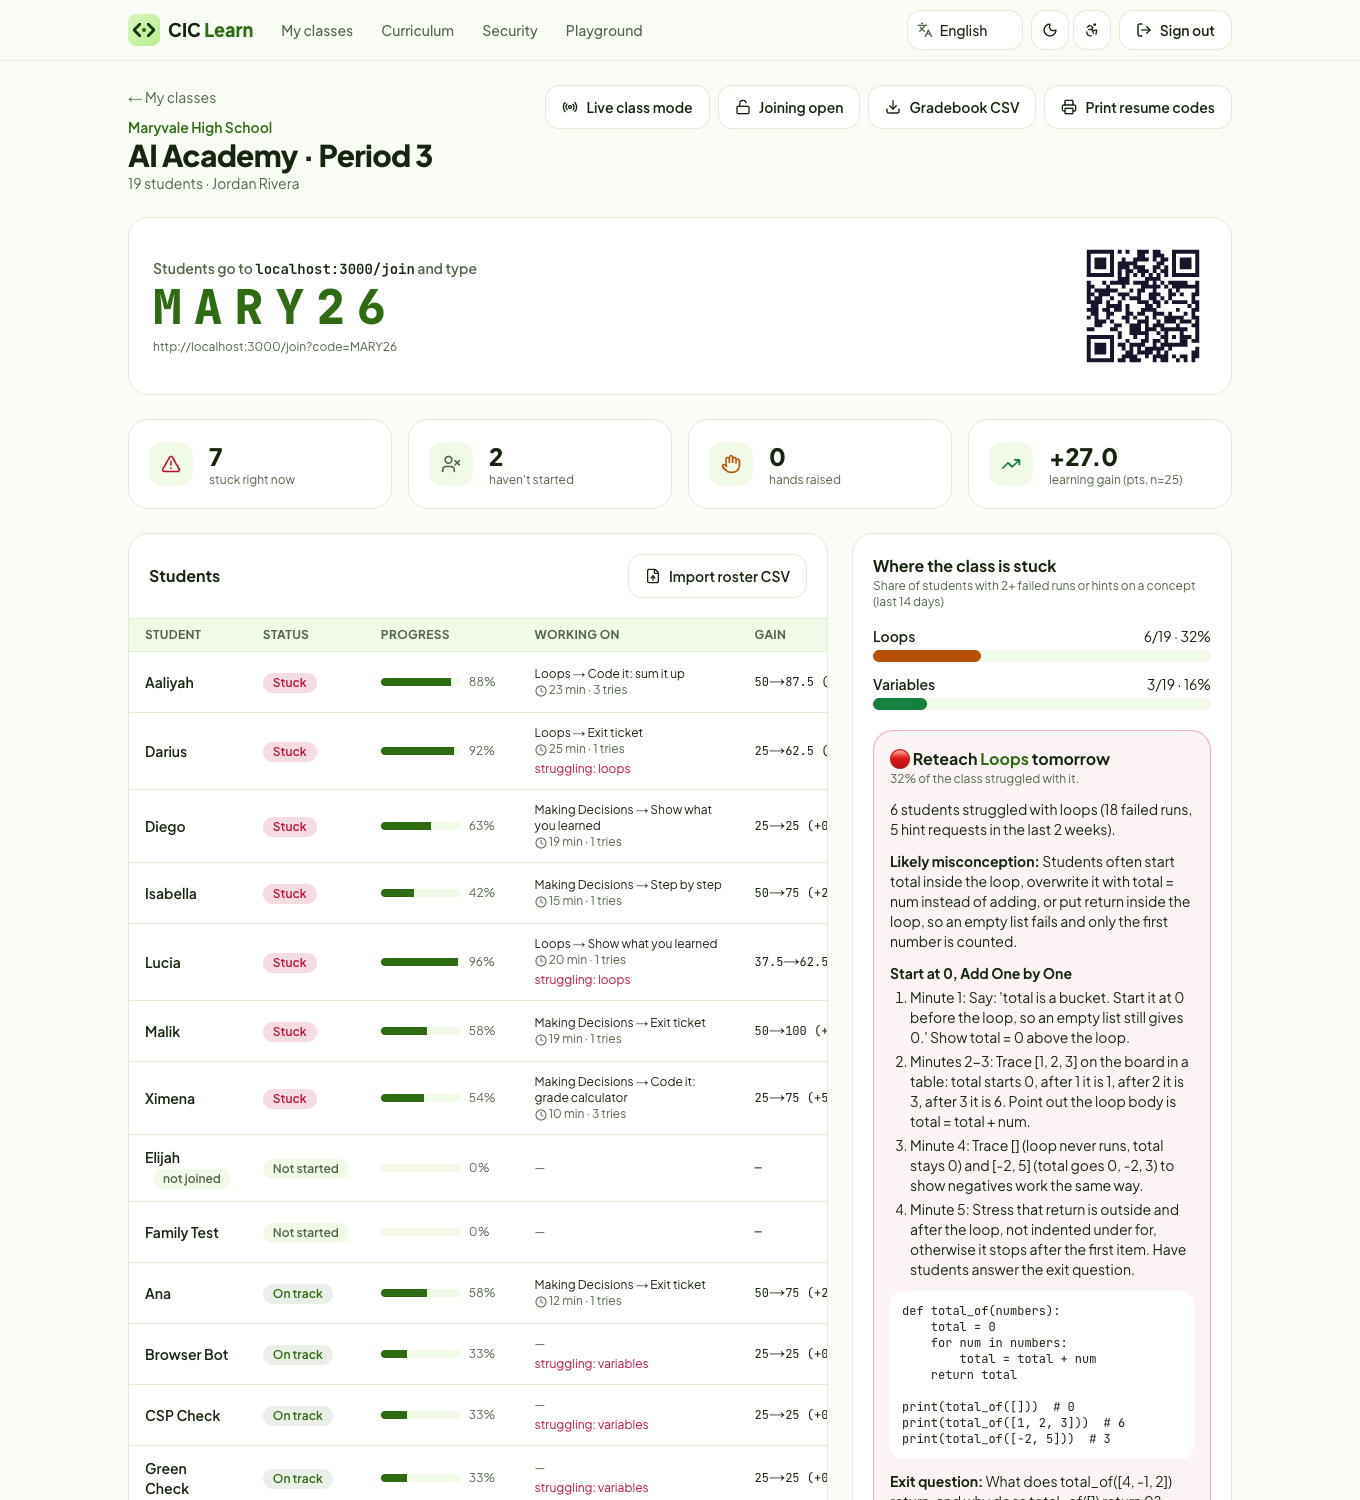 CIC Learn
My classes
Curriculum
Security
Playground
English
Sign out
← My classes
Live class mode
Joining open
Gradebook CSV
Print resume codes
Maryvale High School
AI Academy · Period 3
19 students · Jordan Rivera
Students go to localhost:3000/join and type
MARY26
http://localhost:3000/join?code=MARY26
7
stuck right now
2
haven't started
0
hands raised
+27.0
learning gain (pts, n=25)
Students
Import roster CSV
STUDENT STATUS PROGRESS WORKING ON GAIN
Aaliyah Stuck 88% Loops → Code it: sum it up 50→87.5 (
23 min · 3 tries
Darius Stuck 92% Loops → Exit ticket 25→62.5 (
25 min · 1 tries
struggling: loops
Diego Stuck 63% Making Decisions → Show what 25→25 (+0
you learned
19 min · 1 tries
Isabella Stuck 42% Making Decisions → Step by step 50→75 (+2
15 min · 1 tries
Lucia Stuck 96% Loops → Show what you learned 37.5→62.5
20 min · 1 tries
struggling: loops
Malik Stuck 58% Making Decisions → Exit ticket 50→100 (+
19 min · 1 tries
Ximena Stuck 54% Making Decisions → Code it: 25→75 (+5
grade calculator
10 min · 3 tries
Elijah Not started 0% — —
not joined
Family Test Not started 0% — —
Ana On track 58% Making Decisions → Exit ticket 50→75 (+2
12 min · 1 tries
Browser Bot On track 33% — 25→25 (+0
struggling: variables
CSP Check On track 33% — 25→25 (+0
struggling: variables
Green On track 33% — 25→25 (+0
Check struggling: variables
Where the class is stuck
Share of students with 2+ failed runs or hints on a concept
(last 14 days)
Loops 6/19 · 32%
Variables 3/19 · 16%
Reteach Loops tomorrow
32% of the class struggled with it.
6 students struggled with loops (18 failed runs,
5 hint requests in the last 2 weeks).
Likely misconception: Students often start
total inside the loop, overwrite it with total =
num instead of adding, or put return inside the
loop, so an empty list fails and only the first
number is counted.
Start at 0, Add One by One
1. Minute 1: Say: 'total is a bucket. Start it at 0
before the loop, so an empty list still gives
0.' Show total = 0 above the loop.
2. Minutes 2–3: Trace [1, 2, 3] on the board in a
table: total starts 0, after 1 it is 1, after 2 it is
3, after 3 it is 6. Point out the loop body is
total = total + num.
3. Minute 4: Trace [] (loop never runs, total
stays 0) and [-2, 5] (total goes 0, -2, 3) to
show negatives work the same way.
4. Minute 5: Stress that return is outside and
after the loop, not indented under for,
otherwise it stops after the first item. Have
students answer the exit question.
def total_of(numbers):
    total = 0
    for num in numbers:
        total = total + num
    return total
print(total_of([])) # 0
print(total_of([1, 2, 3])) # 6
print(total_of([-2, 5])) # 3
Exit question: What does total_of([4, -1, 2])